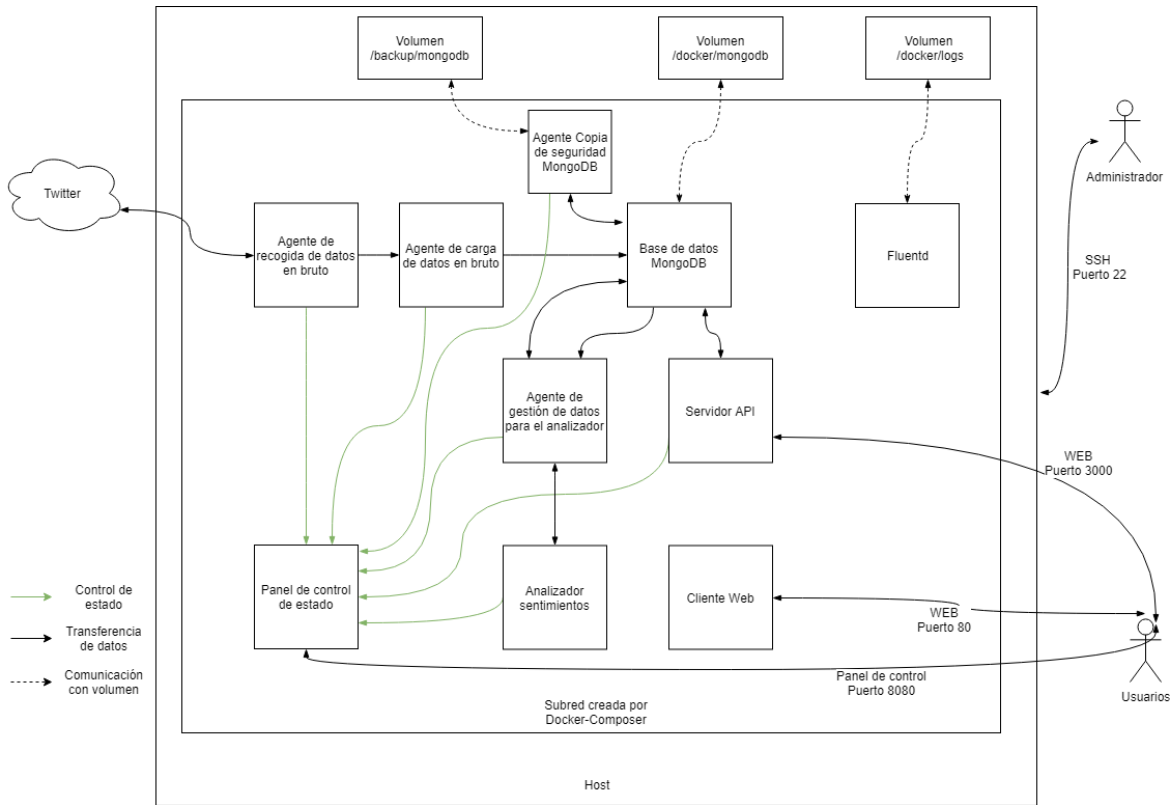 Volumen
/backup/mongodb
Volumen
/docker/mongodb
Volumen
/docker/logs
Agente Copia
de seguridad
MongoDB
Administrador
Twitter
Agente de
recogida de datos
en bruto
Agente de carga
de datos en bruto
Base de datos
MongoDB
Fluentd
SSH
Puerto 22
Agente de
gestión de datos
para el analizador
Servidor API
WEB
Puerto 3000
Panel de control
de estado
Analizador
sentimientos
Cliente Web
WEB
Puerto 80
Control de
estado
Transferencia
de datos
Comunicación
con volumen
Panel de control
Puerto 8080
Usuarios
Subred creada por
Docker-Composer
Host